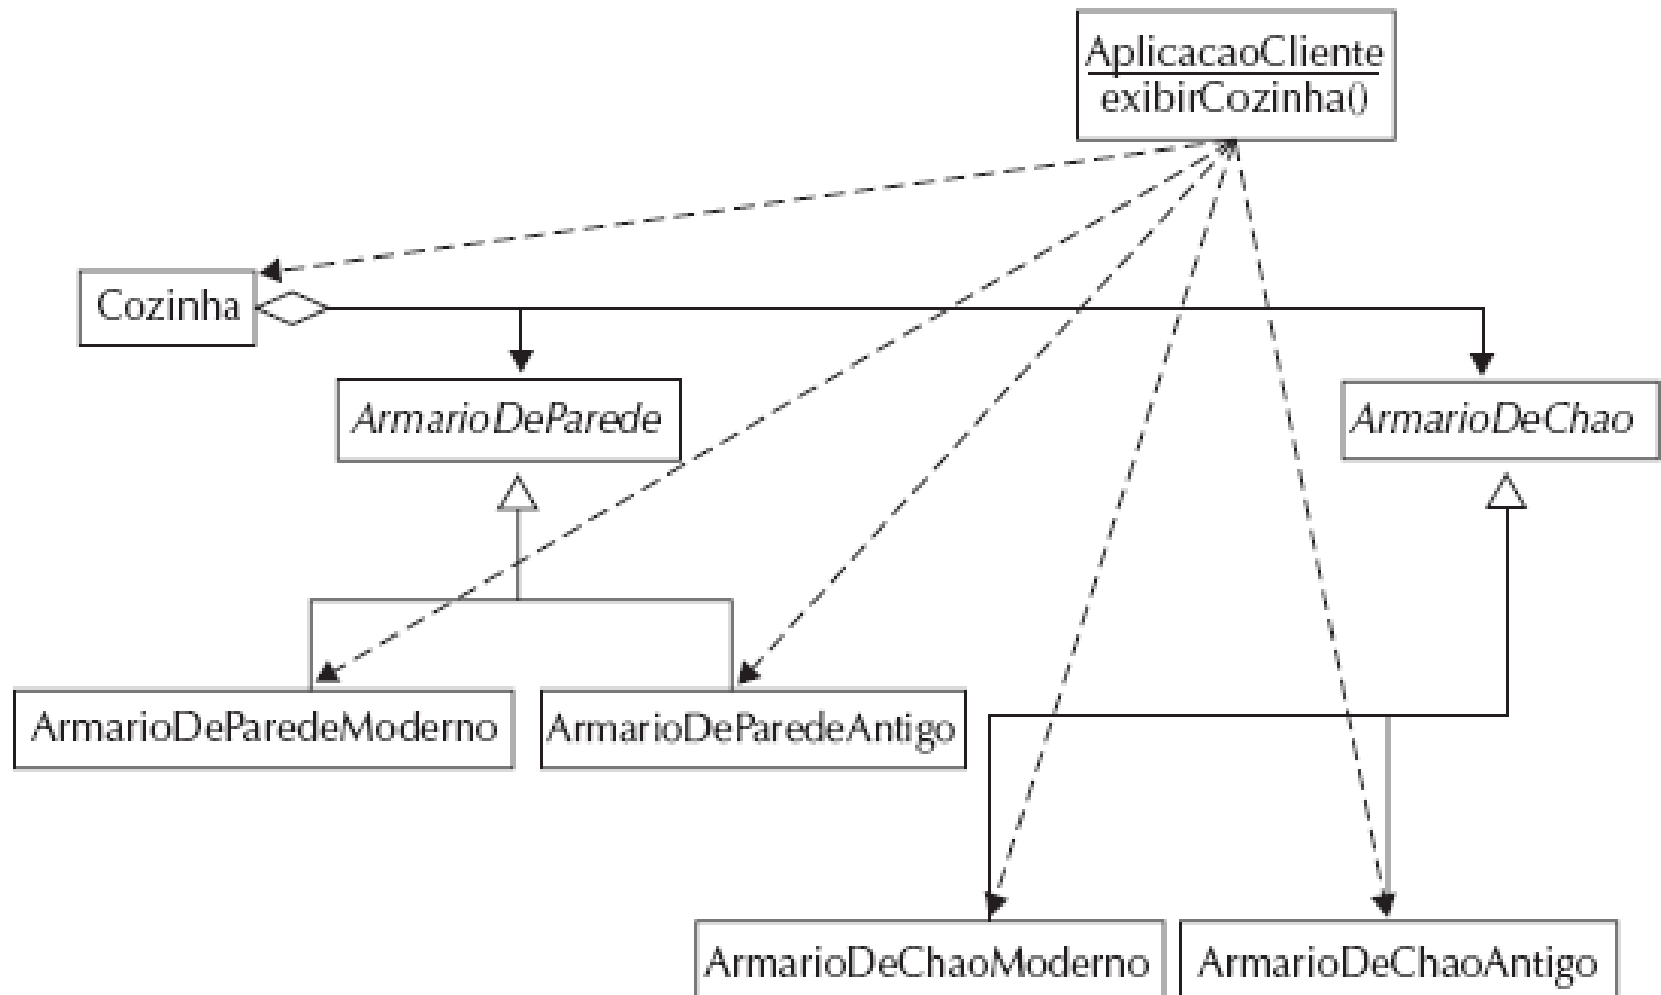 AplicacaoCliente
exibirCozinha()
Cozinha
ArmarioDeParede
ArmarioDeChao
ArmarioDeParedeModerno
ArmarioDeParedeAntigo
ArmarioDeChaoModerno
ArmarioDeChaoAntigo